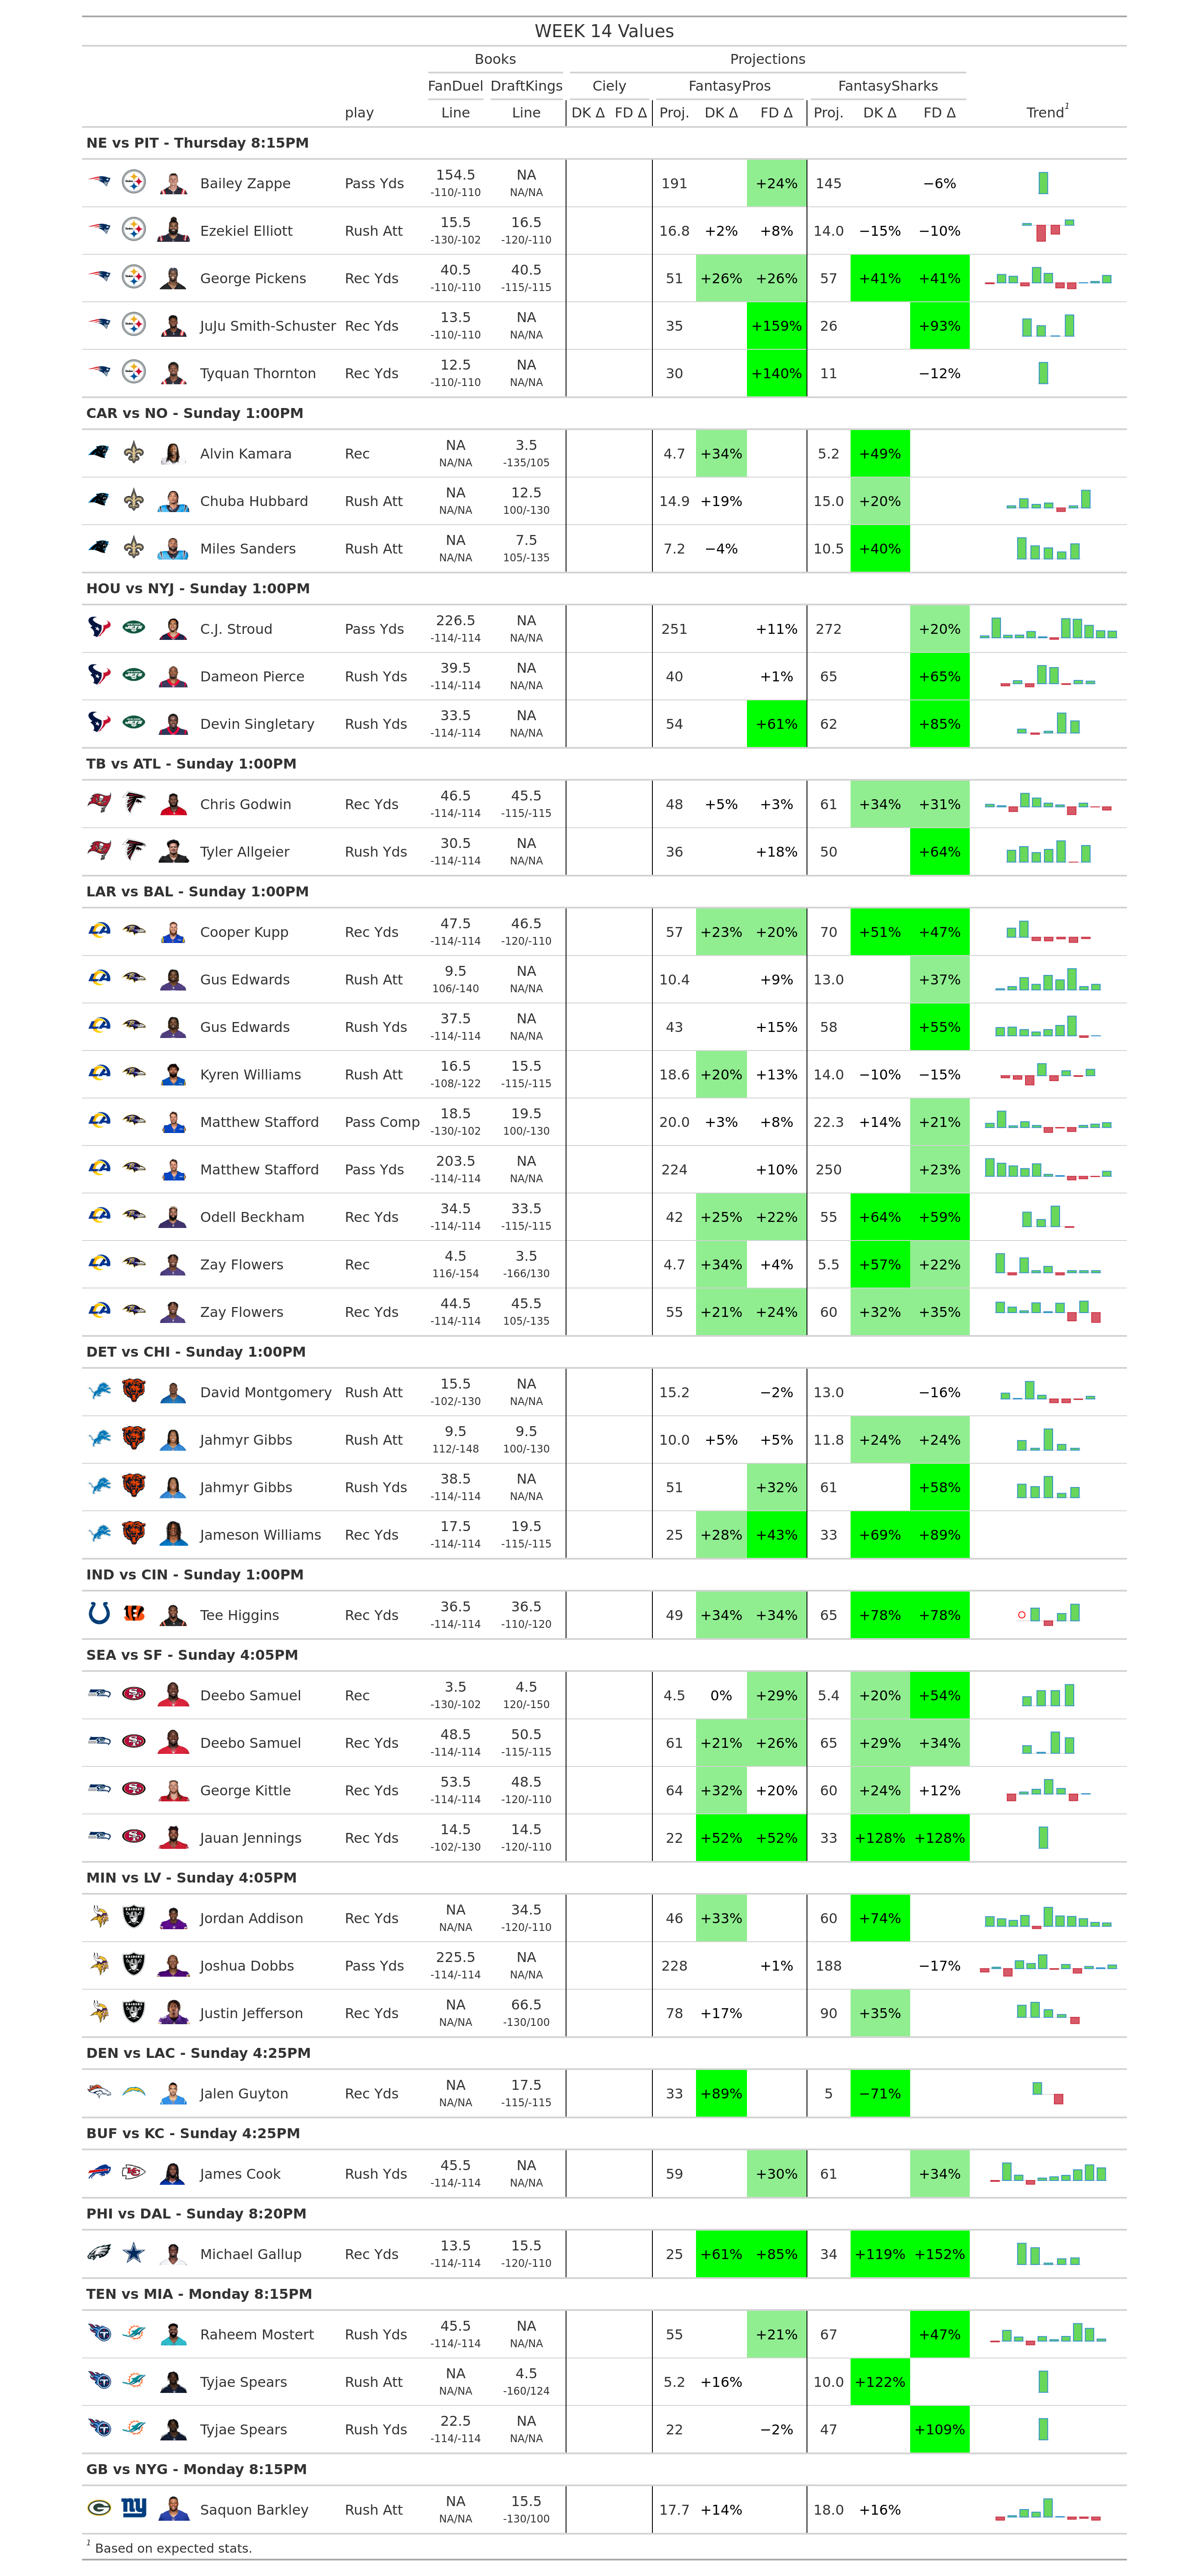 WEEK 14 Values
Books Projections
FanDuel DraftKings Ciely FantasyPros FantasySharks
play Line Line DK Δ FD Δ Proj. DK Δ FD Δ Proj. DK Δ FD Δ Trend1
NE vs PIT - Thursday 8:15PM
Bailey Zappe Pass Yds 154.5 NA 191 +24% 145 −6%
-110/-110 NA/NA
Ezekiel Elliott Rush Att 15.5 16.5 16.8 +2% +8% 14.0 −15% −10%
-130/-102 -120/-110
George Pickens Rec Yds 40.5 40.5 51 +26% +26% 57 +41% +41%
-110/-110 -115/-115
JuJu Smith-Schuster Rec Yds 13.5 NA 35 +159% 26 +93%
-110/-110 NA/NA
Tyquan Thornton Rec Yds 12.5 NA 30 +140% 11 −12%
-110/-110 NA/NA
CAR vs NO - Sunday 1:00PM
Alvin Kamara Rec NA 3.5 4.7 +34% 5.2 +49%
NA/NA -135/105
Chuba Hubbard Rush Att NA 12.5 14.9 +19% 15.0 +20%
NA/NA 100/-130
Miles Sanders Rush Att NA 7.5 7.2 −4% 10.5 +40%
NA/NA 105/-135
HOU vs NYJ - Sunday 1:00PM
C.J. Stroud Pass Yds 226.5 NA 251 +11% 272 +20%
-114/-114 NA/NA
Dameon Pierce Rush Yds 39.5 NA 40 +1% 65 +65%
-114/-114 NA/NA
Devin Singletary Rush Yds 33.5 NA 54 +61% 62 +85%
-114/-114 NA/NA
TB vs ATL - Sunday 1:00PM
Chris Godwin Rec Yds 46.5 45.5 48 +5% +3% 61 +34% +31%
-114/-114 -115/-115
Tyler Allgeier Rush Yds 30.5 NA 36 +18% 50 +64%
-114/-114 NA/NA
LAR vs BAL - Sunday 1:00PM
Cooper Kupp Rec Yds 47.5 46.5 57 +23% +20% 70 +51% +47%
-114/-114 -120/-110
Gus Edwards Rush Att 9.5 NA 10.4 +9% 13.0 +37%
106/-140 NA/NA
Gus Edwards Rush Yds 37.5 NA 43 +15% 58 +55%
-114/-114 NA/NA
Kyren Williams Rush Att 16.5 15.5 18.6 +20% +13% 14.0 −10% −15%
-108/-122 -115/-115
Matthew Stafford Pass Comp 18.5 19.5 20.0 +3% +8% 22.3 +14% +21%
-130/-102 100/-130
Matthew Stafford Pass Yds 203.5 NA 224 +10% 250 +23%
-114/-114 NA/NA
Odell Beckham Rec Yds 34.5 33.5 42 +25% +22% 55 +64% +59%
-114/-114 -115/-115
Zay Flowers Rec 4.5 3.5 4.7 +34% +4% 5.5 +57% +22%
116/-154 -166/130
Zay Flowers Rec Yds 44.5 45.5 55 +21% +24% 60 +32% +35%
-114/-114 105/-135
DET vs CHI - Sunday 1:00PM
David Montgomery Rush Att 15.5 NA 15.2 −2% 13.0 −16%
-102/-130 NA/NA
Jahmyr Gibbs Rush Att 9.5 9.5 10.0 +5% +5% 11.8 +24% +24%
112/-148 100/-130
Jahmyr Gibbs Rush Yds 38.5 NA 51 +32% 61 +58%
-114/-114 NA/NA
Jameson Williams Rec Yds 17.5 19.5 25 +28% +43% 33 +69% +89%
-114/-114 -115/-115
IND vs CIN - Sunday 1:00PM
Tee Higgins Rec Yds 36.5 36.5 49 +34% +34% 65 +78% +78%
-114/-114 -110/-120
SEA vs SF - Sunday 4:05PM
Deebo Samuel Rec 3.5 4.5 4.5 0% +29% 5.4 +20% +54%
-130/-102 120/-150
Deebo Samuel Rec Yds 48.5 50.5 61 +21% +26% 65 +29% +34%
-114/-114 -115/-115
George Kittle Rec Yds 53.5 48.5 64 +32% +20% 60 +24% +12%
-114/-114 -120/-110
Jauan Jennings Rec Yds 14.5 14.5 22 +52% +52% 33 +128% +128%
-102/-130 -120/-110
MIN vs LV - Sunday 4:05PM
Jordan Addison Rec Yds NA 34.5 46 +33% 60 +74%
NA/NA -120/-110
Joshua Dobbs Pass Yds 225.5 NA 228 +1% 188 −17%
-114/-114 NA/NA
Justin Jefferson Rec Yds NA 66.5 78 +17% 90 +35%
NA/NA -130/100
DEN vs LAC - Sunday 4:25PM
Jalen Guyton Rec Yds NA 17.5 33 +89% 5 −71%
NA/NA -115/-115
BUF vs KC - Sunday 4:25PM
James Cook Rush Yds 45.5 NA 59 +30% 61 +34%
-114/-114 NA/NA
PHI vs DAL - Sunday 8:20PM
Michael Gallup Rec Yds 13.5 15.5 25 +61% +85% 34 +119% +152%
-114/-114 -120/-110
TEN vs MIA - Monday 8:15PM
Raheem Mostert Rush Yds 45.5 NA 55 +21% 67 +47%
-114/-114 NA/NA
Tyjae Spears Rush Att NA 4.5 5.2 +16% 10.0 +122%
NA/NA -160/124
Tyjae Spears Rush Yds 22.5 NA 22 −2% 47 +109%
-114/-114 NA/NA
GB vs NYG - Monday 8:15PM
Saquon Barkley Rush Att NA 15.5 17.7 +14% 18.0 +16%
NA/NA -130/100
1 Based on expected stats.